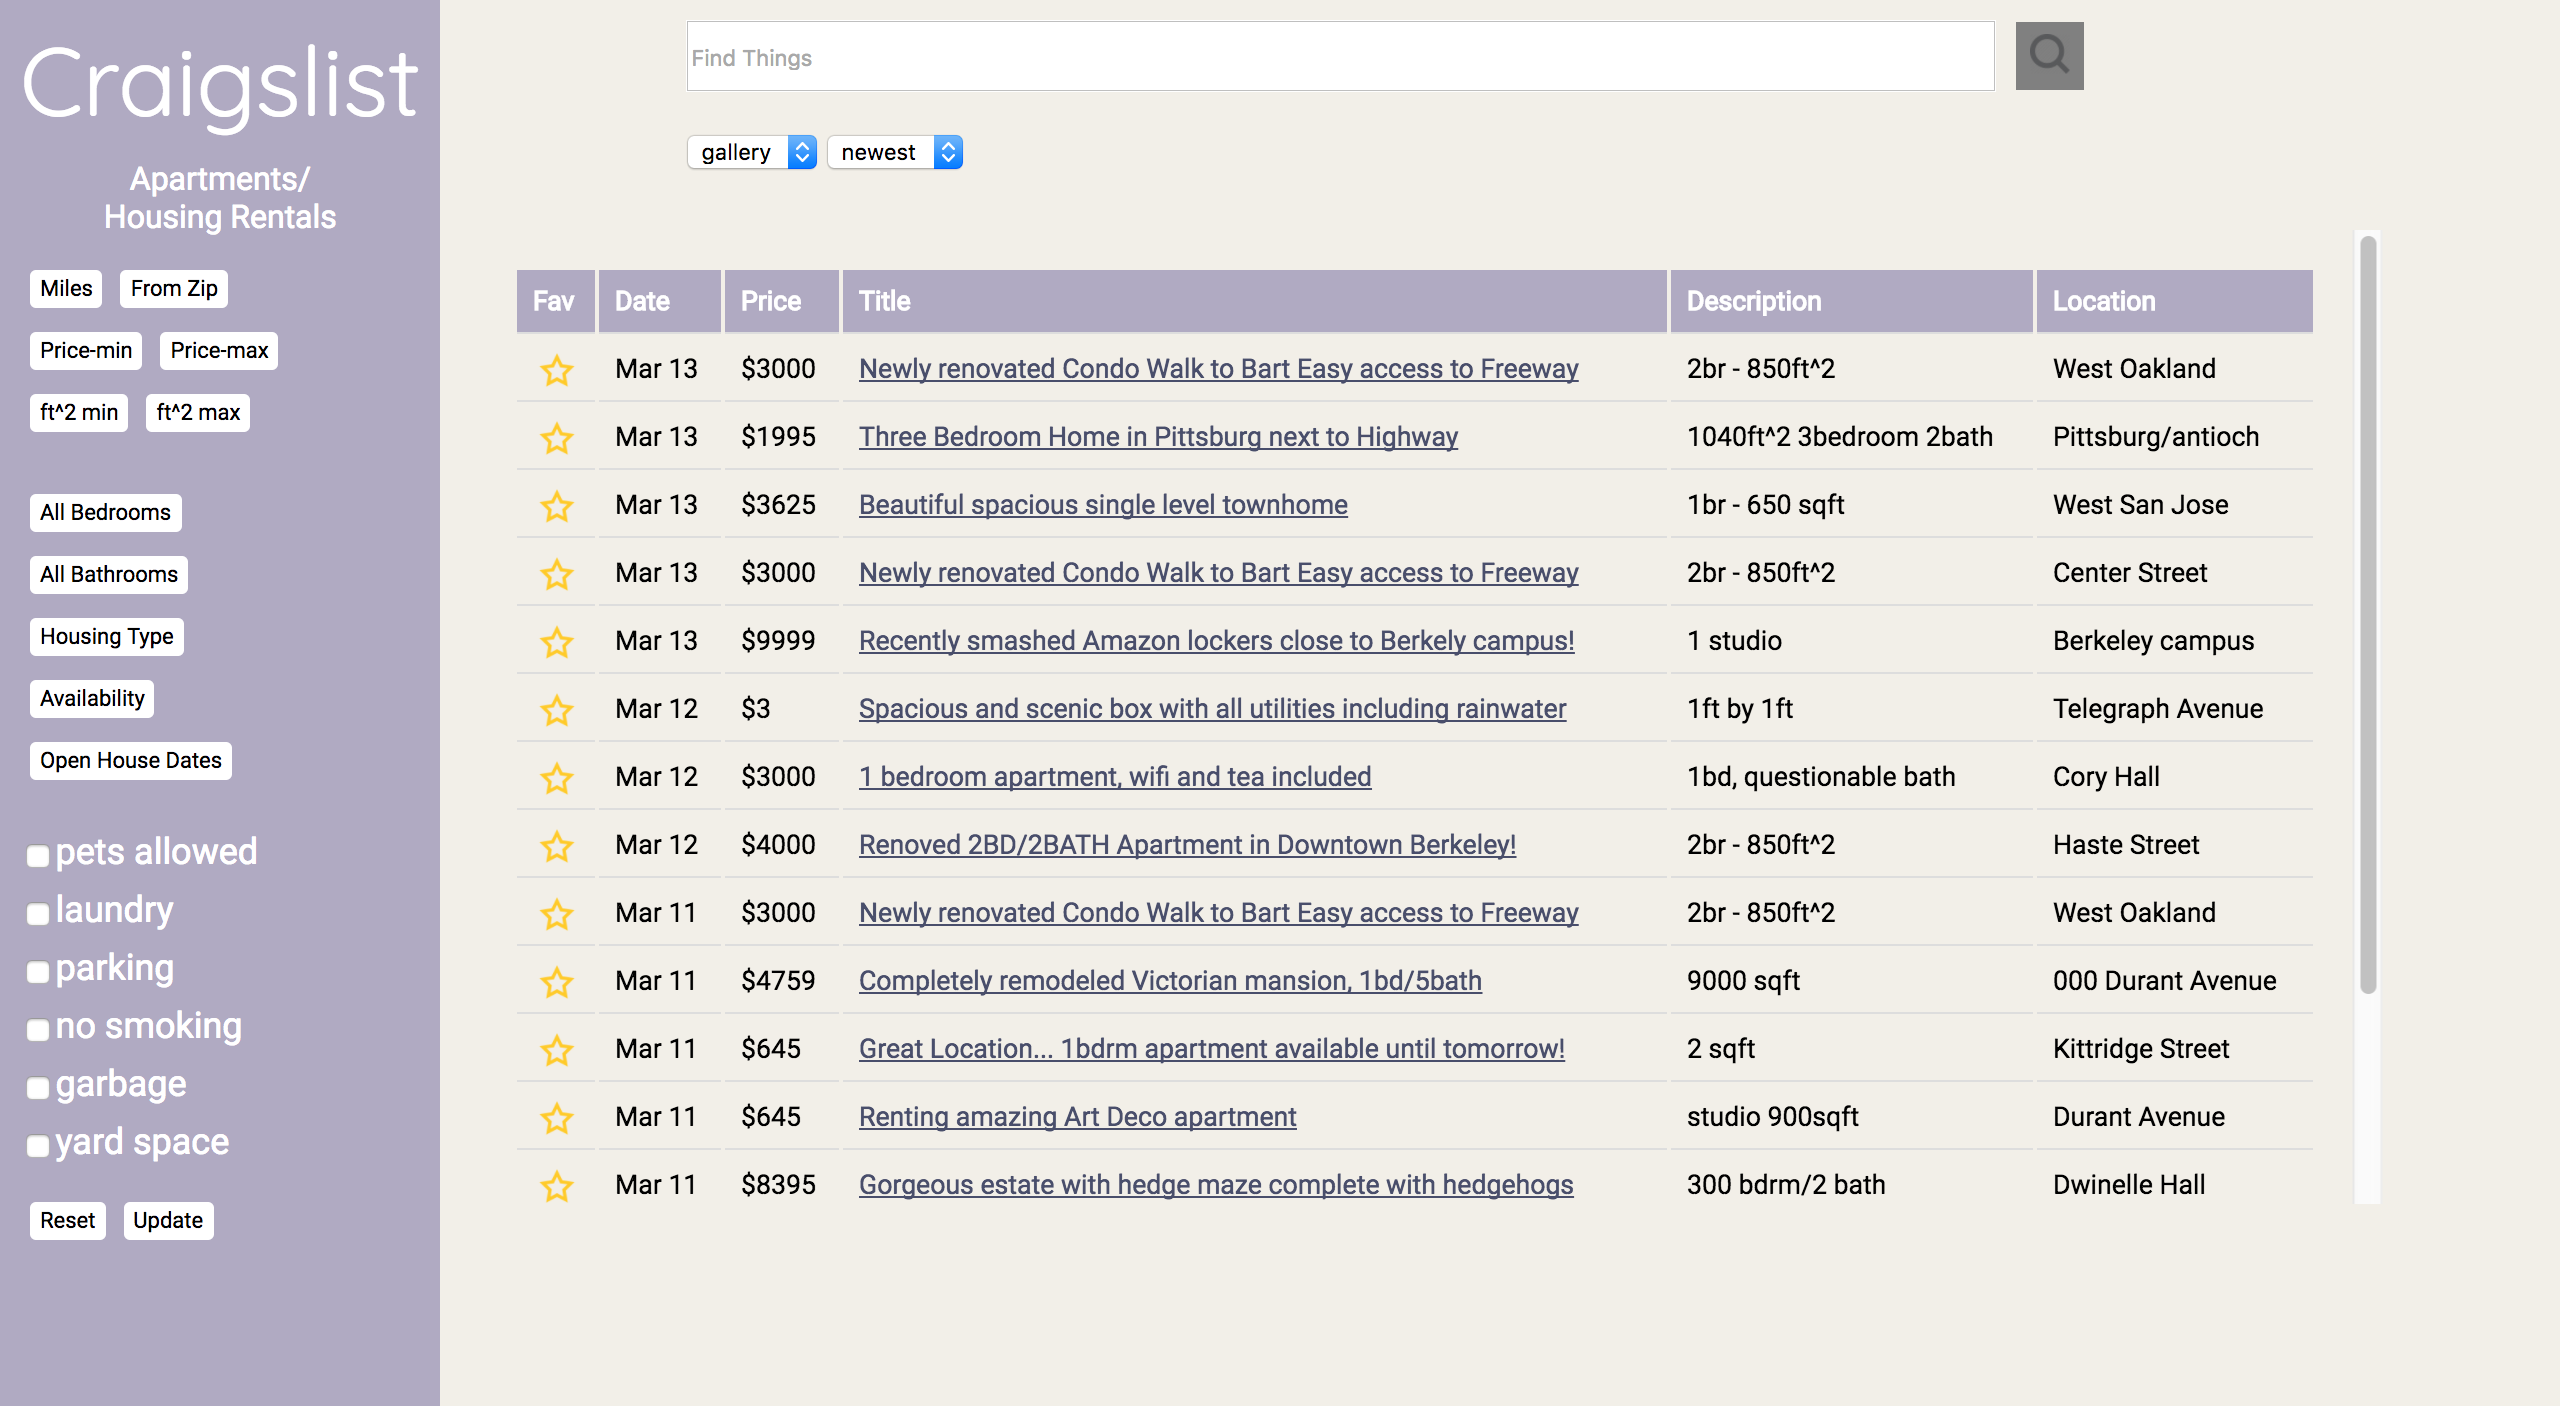 Craigslist
Apartments/
Housing Rentals
Miles From Zip
Price-min Price-max
ft^2 min ft^2 max
All Bedrooms
All Bathrooms
Housing Type
Availability
Open House Dates
pets allowed
laundry
parking
no smoking
garbage
yard space
Reset Update
Find Things
gallery newest
Fav Date Price Title Description Location
Mar 13 $3000 Newly renovated Condo Walk to Bart Easy access to Freeway 2br - 850ft^2 West Oakland
Mar 13 $1995 Three Bedroom Home in Pittsburg next to Highway 1040ft^2 3bedroom 2bath Pittsburg/antioch
Mar 13 $3625 Beautiful spacious single level townhome 1br - 650 sqft West San Jose
Mar 13 $3000 Newly renovated Condo Walk to Bart Easy access to Freeway 2br - 850ft^2 Center Street
Mar 13 $9999 Recently smashed Amazon lockers close to Berkely campus! 1 studio Berkeley campus
Mar 12 $3 Spacious and scenic box with all utilities including rainwater 1ft by 1ft Telegraph Avenue
Mar 12 $3000 1 bedroom apartment, wifi and tea included 1bd, questionable bath Cory Hall
Mar 12 $4000 Renoved 2BD/2BATH Apartment in Downtown Berkeley! 2br - 850ft^2 Haste Street
Mar 11 $3000 Newly renovated Condo Walk to Bart Easy access to Freeway 2br - 850ft^2 West Oakland
Mar 11 $4759 Completely remodeled Victorian mansion, 1bd/5bath 9000 sqft 000 Durant Avenue
Mar 11 $645 Great Location... 1bdrm apartment available until tomorrow! 2 sqft Kittridge Street
Mar 11 $645 Renting amazing Art Deco apartment studio 900sqft Durant Avenue
Mar 11 $8395 Gorgeous estate with hedge maze complete with hedgehogs 300 bdrm/2 bath Dwinelle Hall